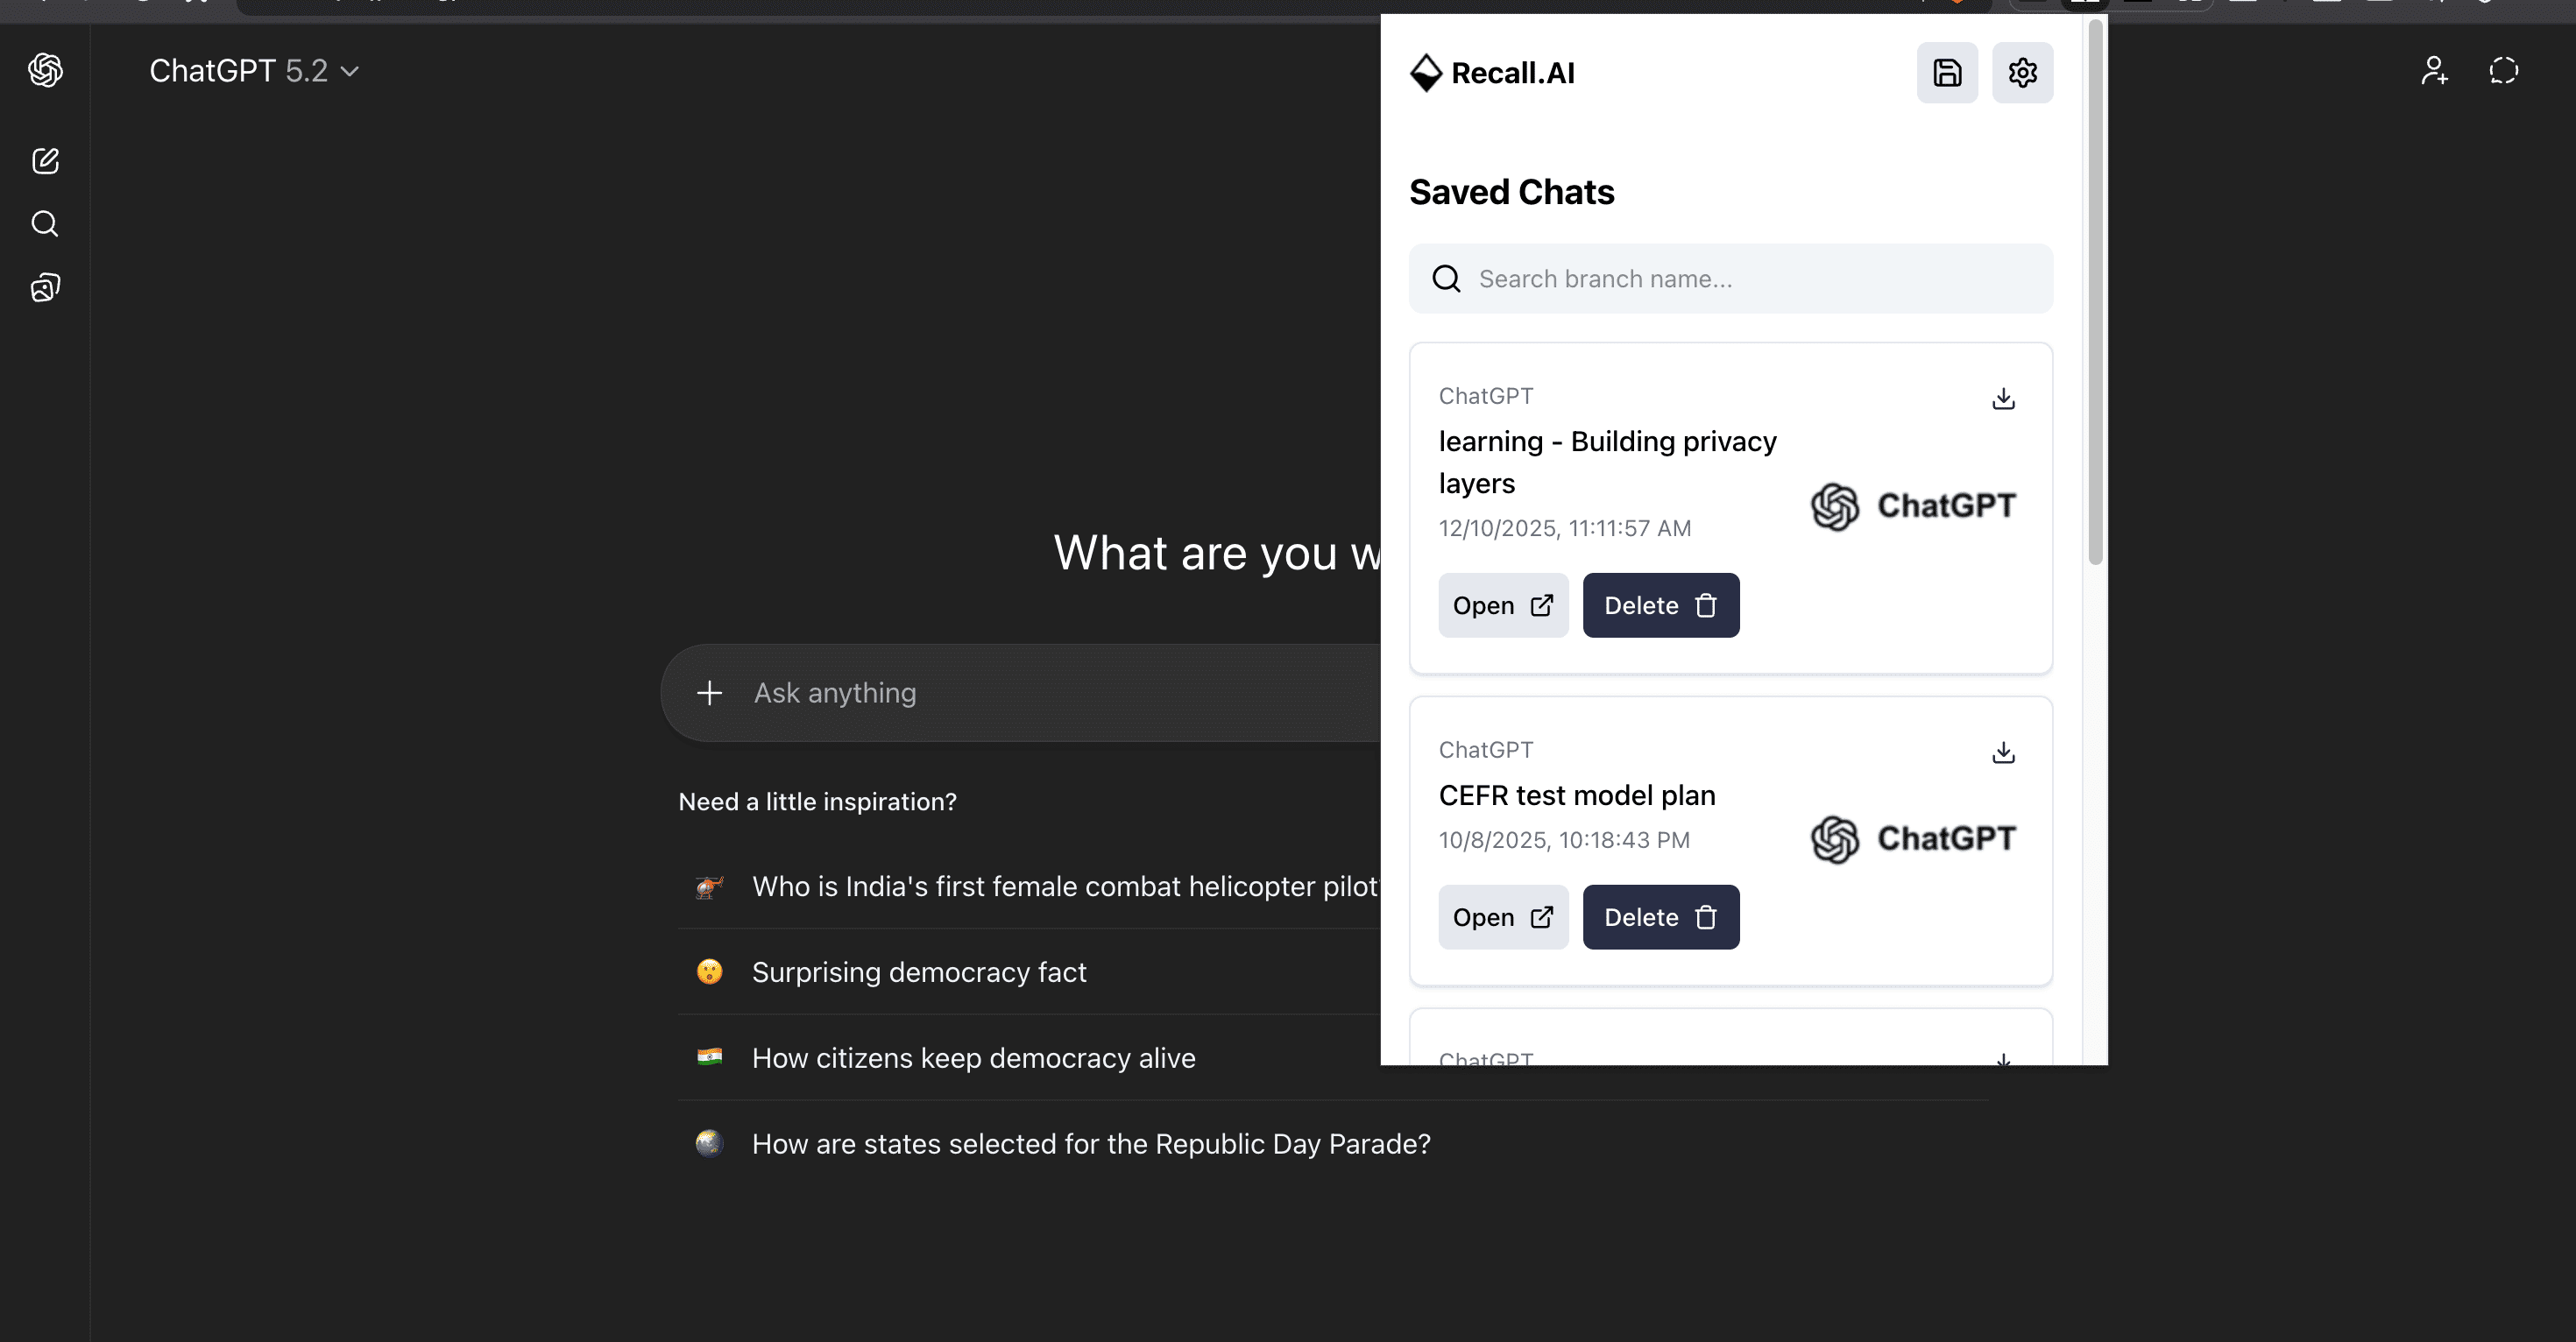 ChatGPT 5.2
What are you w
Ask anything
Need a little inspiration?
Who is India's first female combat helicopter pilot
Surprising democracy fact
How citizens keep democracy alive
How are states selected for the Republic Day Parade?
Recall.AI
Saved Chats
Search branch name...
ChatGPT
learning - Building privacy
layers
12/10/2025, 11:11:57 AM
ChatGPT
Open
Delete
ChatGPT
CEFR test model plan
10/8/2025, 10:18:43 PM
ChatGPT
Open
Delete
ChatGPT